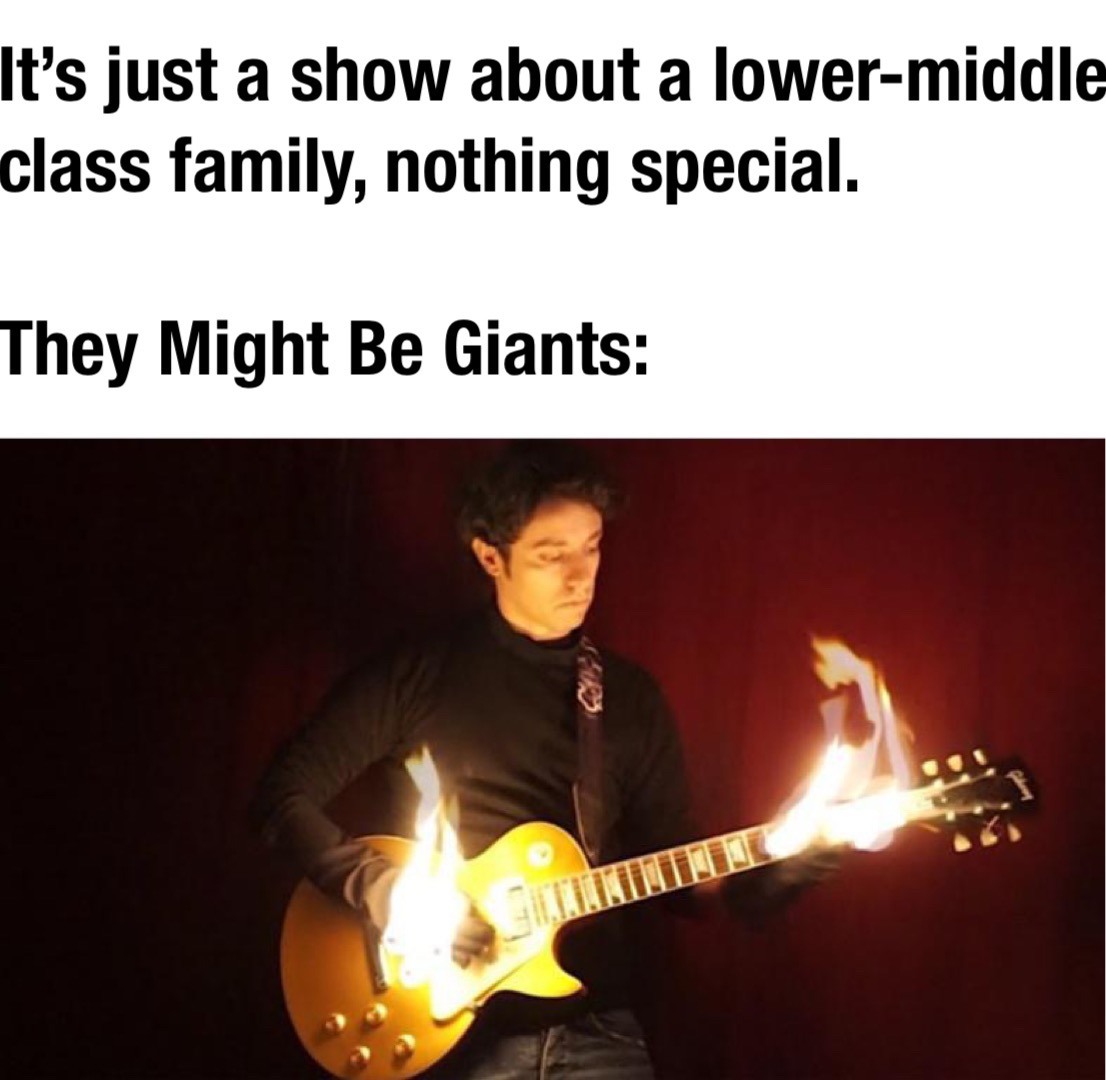 It's just a show about a lower-middle
class family, nothing special.
They Might Be Giants: